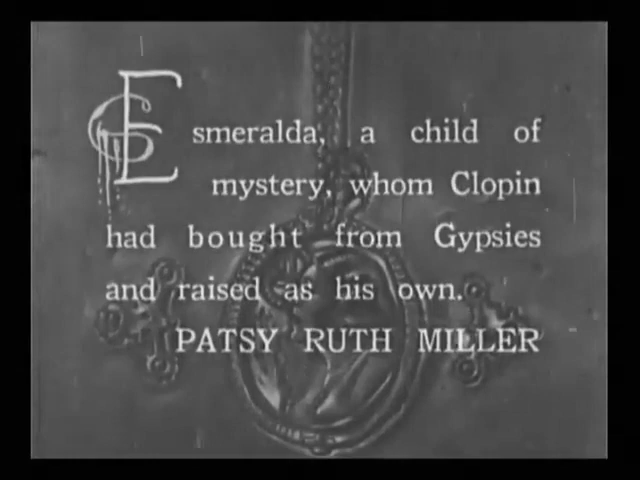 Esmeralda, a child of
mystery, whom Clopin
had bought from Gypsies
and raised as his own.
PATSY RUTH MILLER